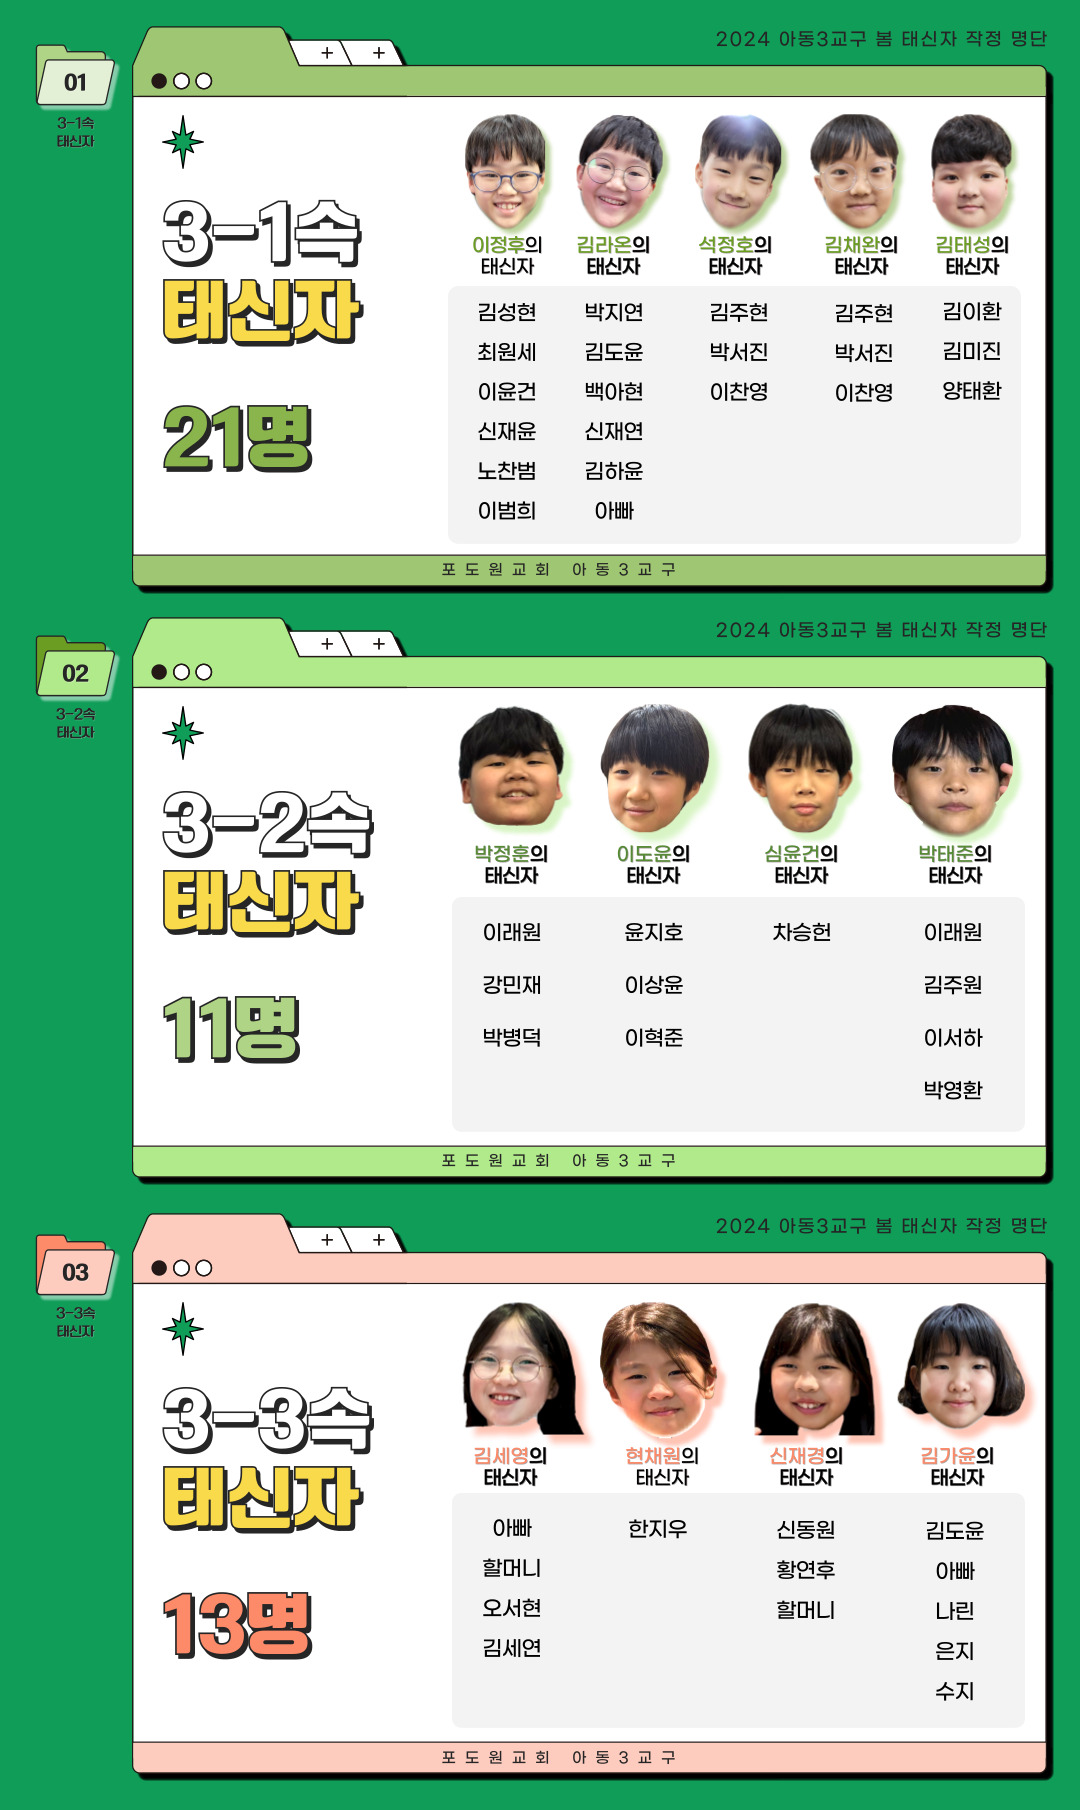 2024 아동3교구 봄 태신자 작정 명단
01
3-1속
태신자
+ +
3-1속
태신자
21명
이정후의 김라온의 석정호의 김채완의 김태성의
태신자 태신자 태신자 태신자 태신자
김성현 박지연 김주현 김주현 김이환
최원세 김도윤 박서진 박서진 김미진
이윤건 백아현 이찬영 이찬영 양태환
신재윤 신재연
노찬범 김하윤
이범희 아빠
포도원교회 아동3교구
2024 아동3교구 봄 태신자 작정 명단
02
3-2속
태신자
+ +
3-2속
태신자
11명
박정훈의 이도윤의 심윤건의 박태준의
태신자 태신자 태신자 태신자
이래원 윤지호 차승헌 이래원
강민재 이상윤 김주원
박병덕 이혁준 이서하
박영환
포도원교회 아동3교구
2024 아동3교구 봄 태신자 작정 명단
03
3-3속
태신자
+ +
3-3속
태신자
13명
김세영의 현채원의 신재경의 김가윤의
태신자 태신자 태신자 태신자
아빠 한지우 신동원 김도윤
할머니 황연후 아빠
오서현 할머니 나린
김세연 은지
수지
포도원교회 아동3교구